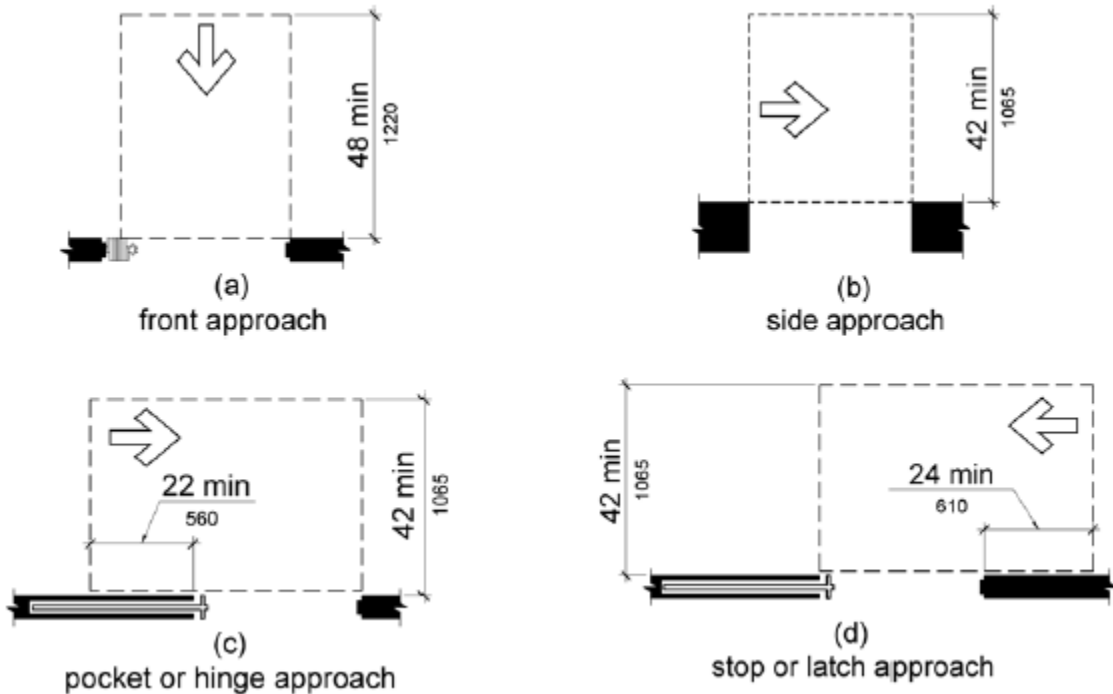 48 min
1220
(a)
front approach
42 min
1065
(b)
side approach
22 min
560
42 min
1065
(c)
pocket or hinge approach
42 min
1065
24 min
610
(d)
stop or latch approach